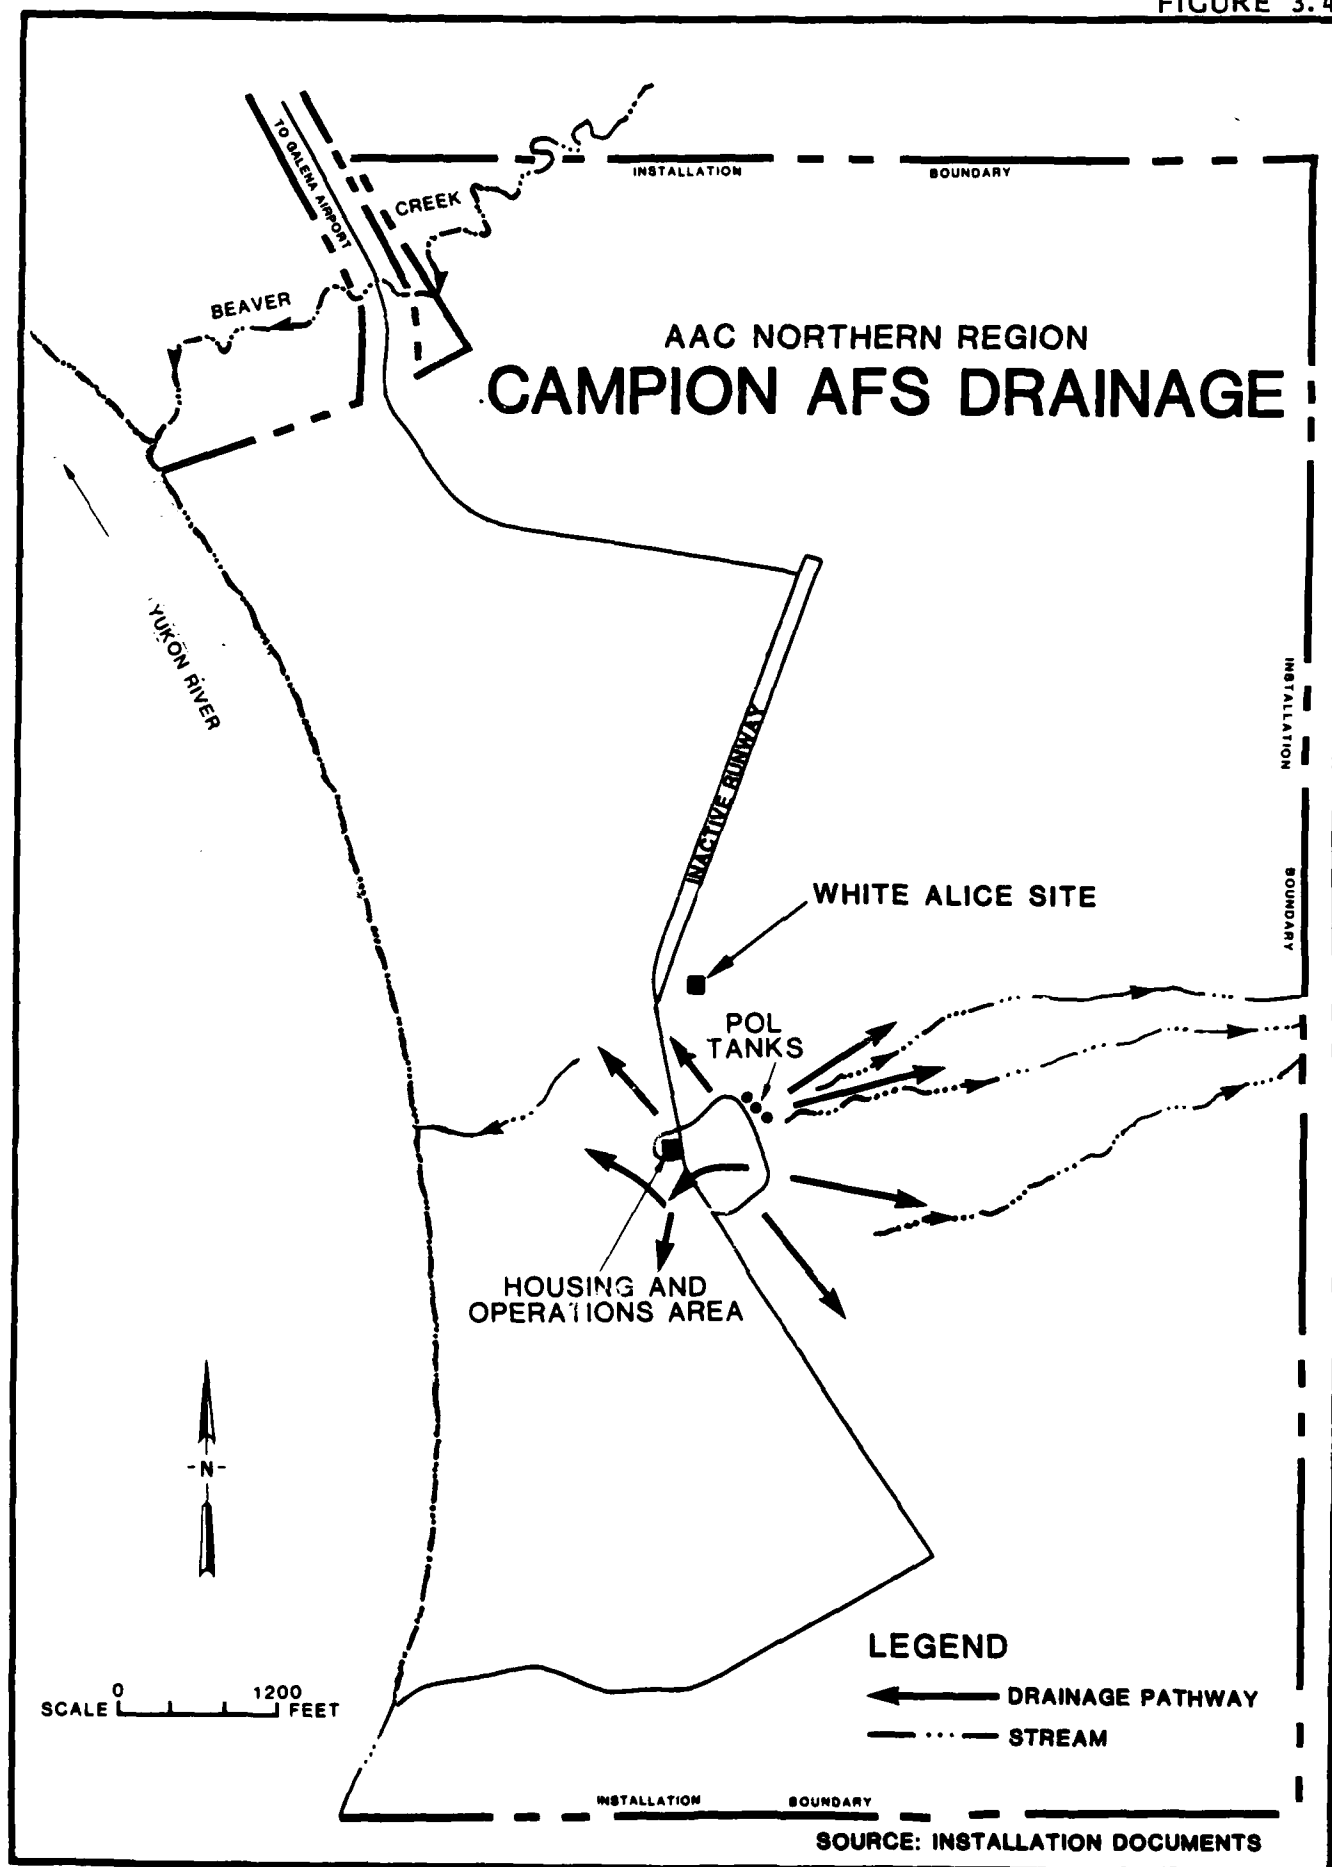 FIGURE 3.4
TO GALENA AIRPORT
INSTALLATION
BOUNDARY
CREEK
BEAVER
AAC NORTHERN REGION
CAMPION AFS DRAINAGE
YUKON RIVER
INSTALLATION
INACTIVE RUNWAY
BOUNDARY
WHITE ALICE SITE
POL
TANKS
HOUSING AND
OPERATIONS AREA
-N-
LEGEND
DRAINAGE PATHWAY
STREAM
0 1200
SCALE FEET
INSTALLATION BOUNDARY
SOURCE: INSTALLATION DOCUMENTS